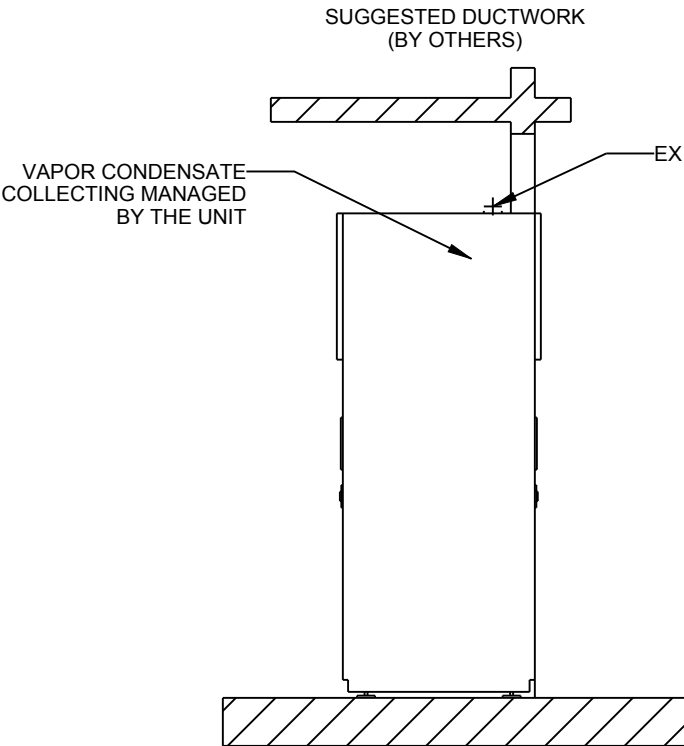 SUGGESTED DUCTWORK
(BY OTHERS)
VAPOR CONDENSATE
COLLECTING MANAGED
BY THE UNIT
EX